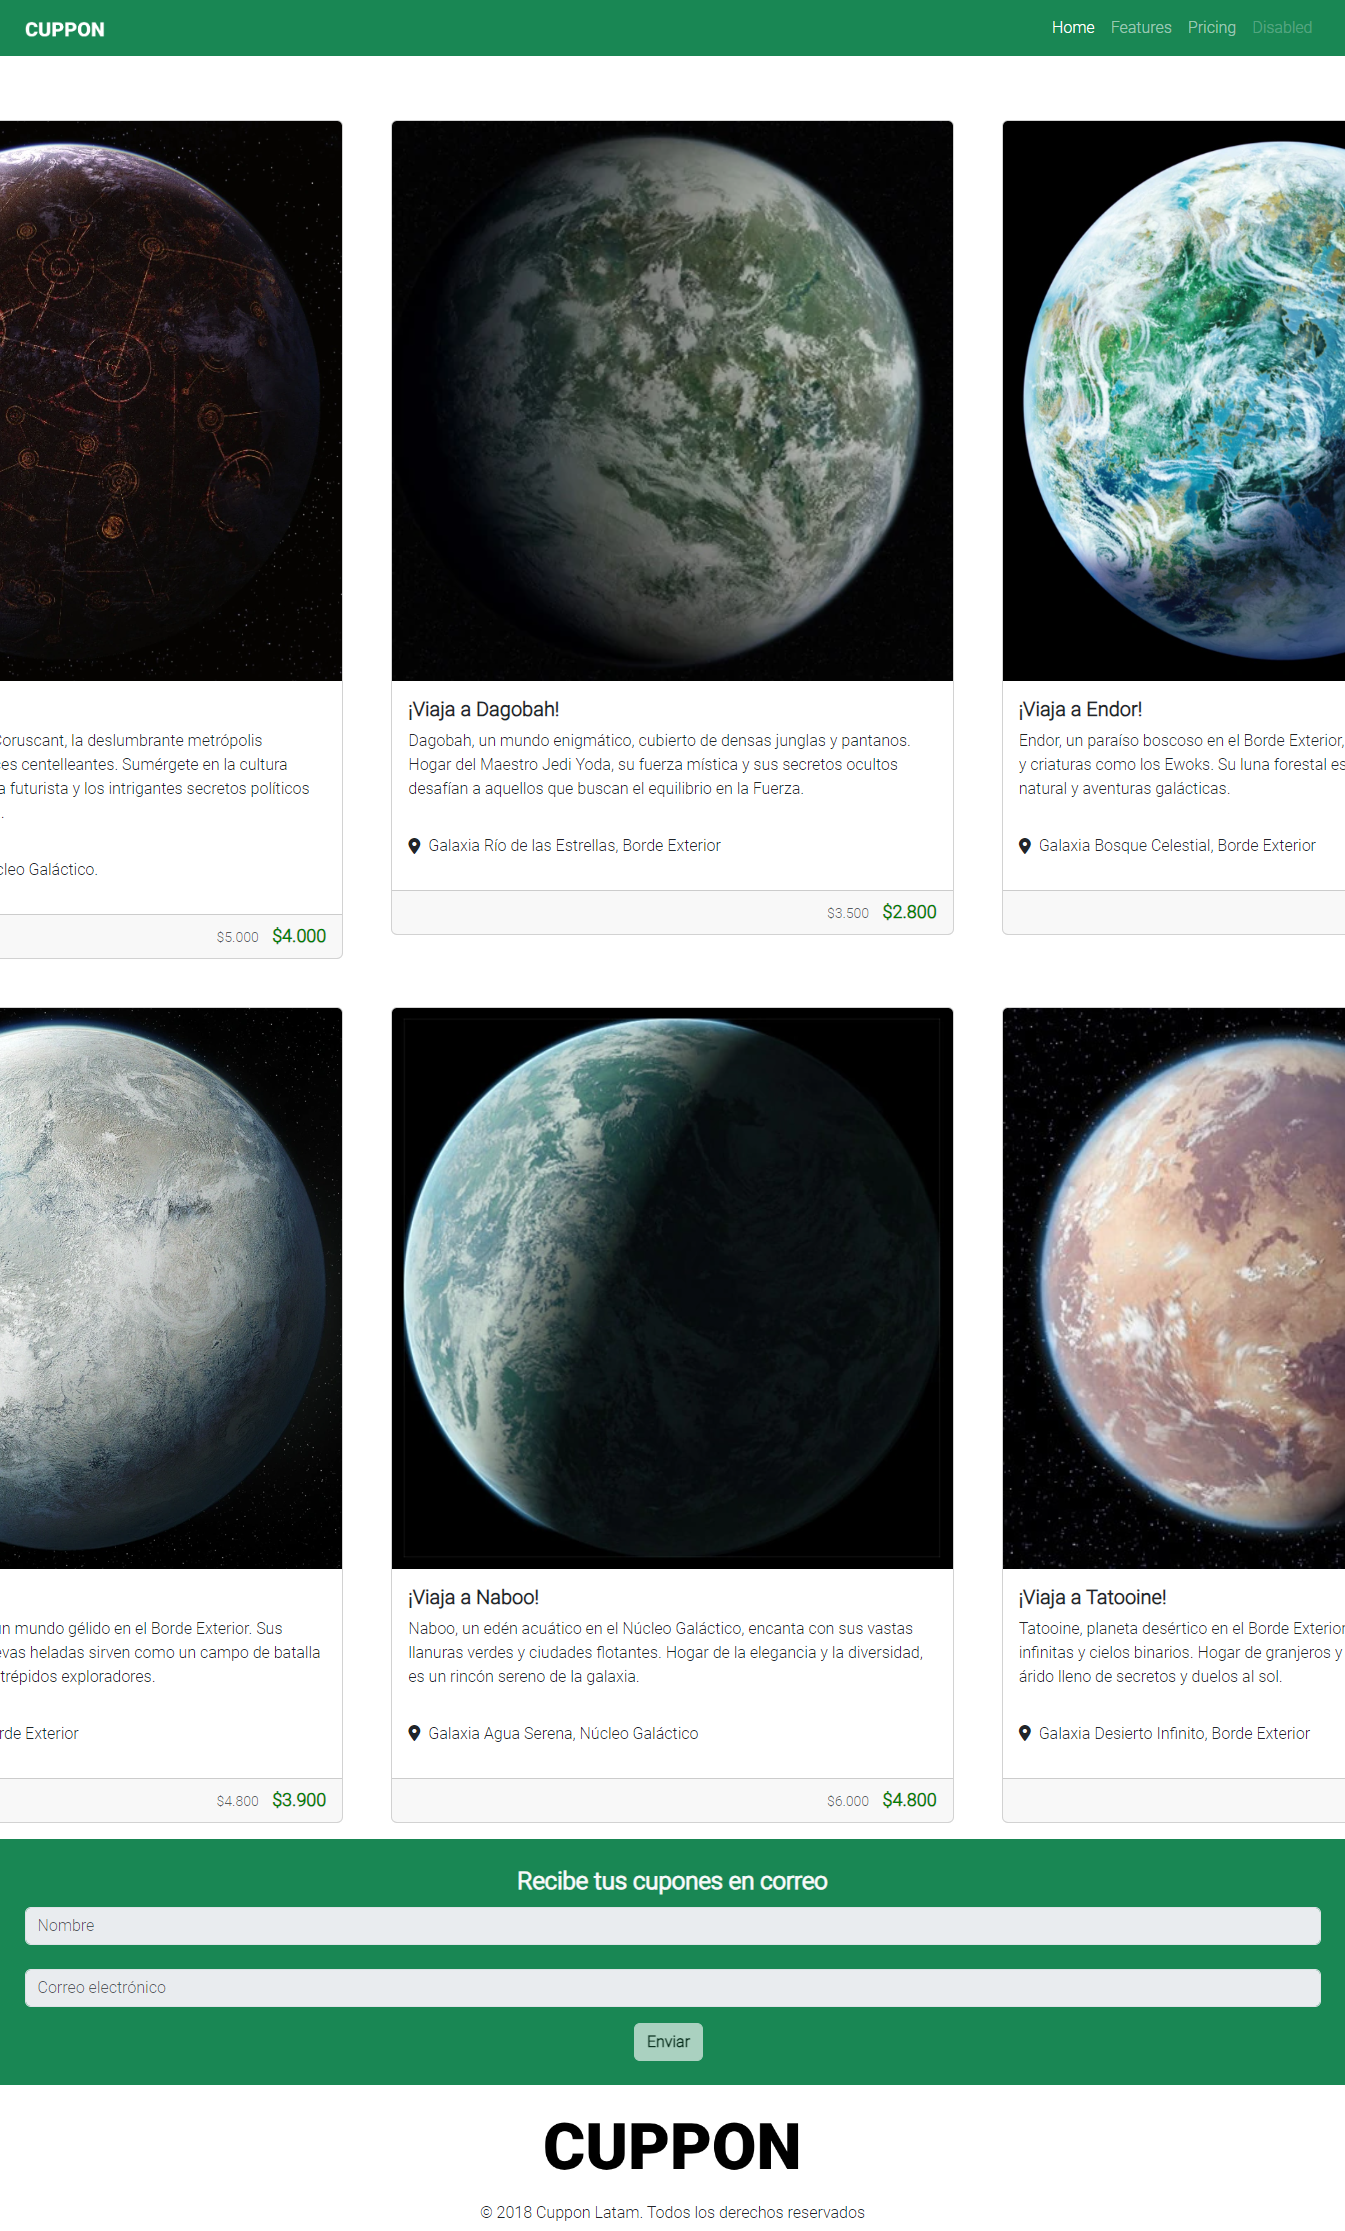 CUPPON
Home Features Pricing Disabled
Coruscant, la deslumbrante metrópolis
es centelleantes. Sumérgete en la cultura
a futurista y los intrigantes secretos políticos
.
cleo Galáctico.
$5.000 $4.000
¡Viaja a Dagobah!
Dagobah, un mundo enigmático, cubierto de densas junglas y pantanos.
Hogar del Maestro Jedi Yoda, su fuerza mística y sus secretos ocultos
desafían a aquellos que buscan el equilibrio en la Fuerza.
Galaxia Río de las Estrellas, Borde Exterior
$3.500 $2.800
¡Viaja a Endor!
Endor, un paraíso boscoso en el Borde Exterior,
y criaturas como los Ewoks. Su luna forestal es
natural y aventuras galácticas.
Galaxia Bosque Celestial, Borde Exterior
un mundo gélido en el Borde Exterior. Sus
evas heladas sirven como un campo de batalla
trépidos exploradores.
rde Exterior
$4.800 $3.900
¡Viaja a Naboo!
Naboo, un edén acuático en el Núcleo Galáctico, encanta con sus vastas
llanuras verdes y ciudades flotantes. Hogar de la elegancia y la diversidad,
es un rincón sereno de la galaxia.
Galaxia Agua Serena, Núcleo Galáctico
$6.000 $4.800
¡Viaja a Tatooine!
Tatooine, planeta desértico en el Borde Exterior
infinitas y cielos binarios. Hogar de granjeros y
árido lleno de secretos y duelos al sol.
Galaxia Desierto Infinito, Borde Exterior
Recibe tus cupones en correo
Nombre
Correo electrónico
Enviar
CUPPON
© 2018 Cuppon Latam. Todos los derechos reservados